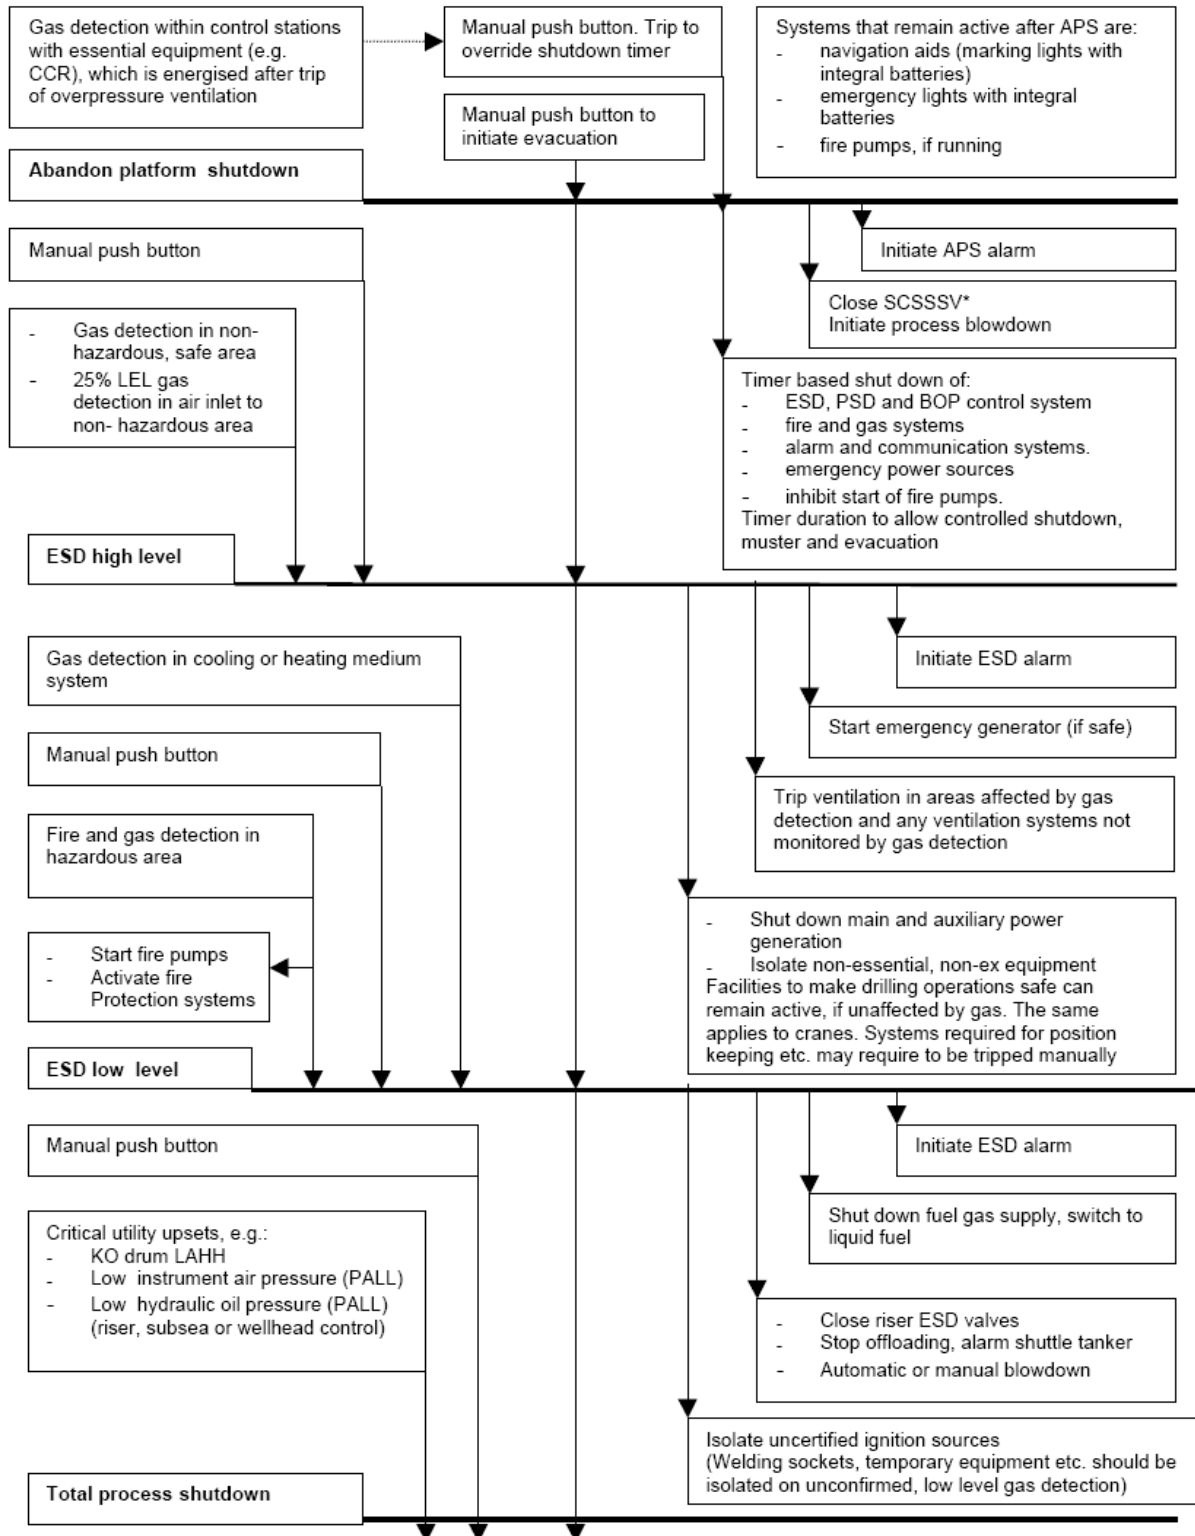 Gas detection within control stations
with essential equipment (e.g.
CCR), which is energised after trip
of overpressure ventilation
Manual push button. Trip to
override shutdown timer
Manual push button to
initiate evacuation
Systems that remain active after APS are:
- navigation aids (marking lights with
integral batteries)
- emergency lights with integral
batteries
- fire pumps, if running
Abandon platform shutdown
Manual push button
Initiate APS alarm
Close SCSSSV*
Initiate process blowdown
- Gas detection in non-
hazardous, safe area
- 25% LEL gas
detection in air inlet to
non- hazardous area
Timer based shut down of:
- ESD, PSD and BOP control system
- fire and gas systems
- alarm and communication systems.
- emergency power sources
- inhibit start of fire pumps.
Timer duration to allow controlled shutdown,
muster and evacuation
ESD high level
Gas detection in cooling or heating medium
system
Initiate ESD alarm
Start emergency generator (if safe)
Manual push button
Trip ventilation in areas affected by gas
detection and any ventilation systems not
monitored by gas detection
Fire and gas detection in
hazardous area
- Start fire pumps
- Activate fire
Protection systems
- Shut down main and auxiliary power
generation
- Isolate non-essential, non-ex equipment
Facilities to make drilling operations safe can
remain active, if unaffected by gas. The same
applies to cranes. Systems required for position
keeping etc. may require to be tripped manually
ESD low level
Manual push button
Initiate ESD alarm
Shut down fuel gas supply, switch to
liquid fuel
Critical utility upsets, e.g.:
- KO drum LAHH
- Low instrument air pressure (PALL)
- Low hydraulic oil pressure (PALL)
(riser, subsea or wellhead control)
- Close riser ESD valves
- Stop offloading, alarm shuttle tanker
- Automatic or manual blowdown
Isolate uncertified ignition sources
(Welding sockets, temporary equipment etc. should be
isolated on unconfirmed, low level gas detection)
Total process shutdown